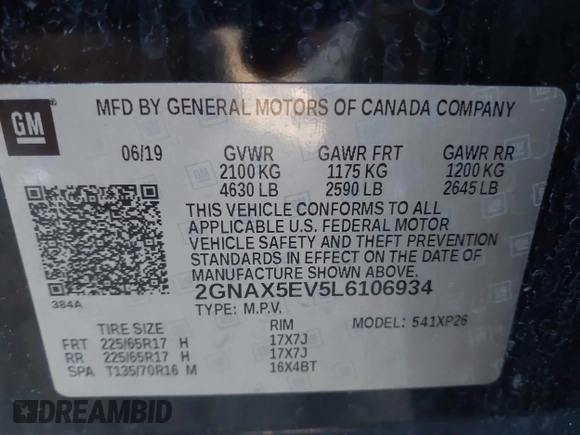 GM
MFD BY GENERAL MOTORS OF CANADA COMPANY
06/19 GVWR GAWR FRT GAWR RR
2100 KG 1175 KG 1200 KG
4630 LB 2590 LB 2645 LB
THIS VEHICLE CONFORMS TO ALL
APPLICABLE U.S. FEDERAL MOTOR
VEHICLE SAFETY AND THEFT PREVENTION
STANDARDS IN EFFECT ON THE DATE OF
MANUFACTURE SHOWN ABOVE.
384A
2GNAX5EV5L6106934
TYPE: M.P.V. MODEL: 541XP26
TIRE SIZE RIM
FRT 225/65R17 H 17X7J
RR 225/65R17 H 17X7J
SPA T135/70R16 M 16X4BT
DREAMBID